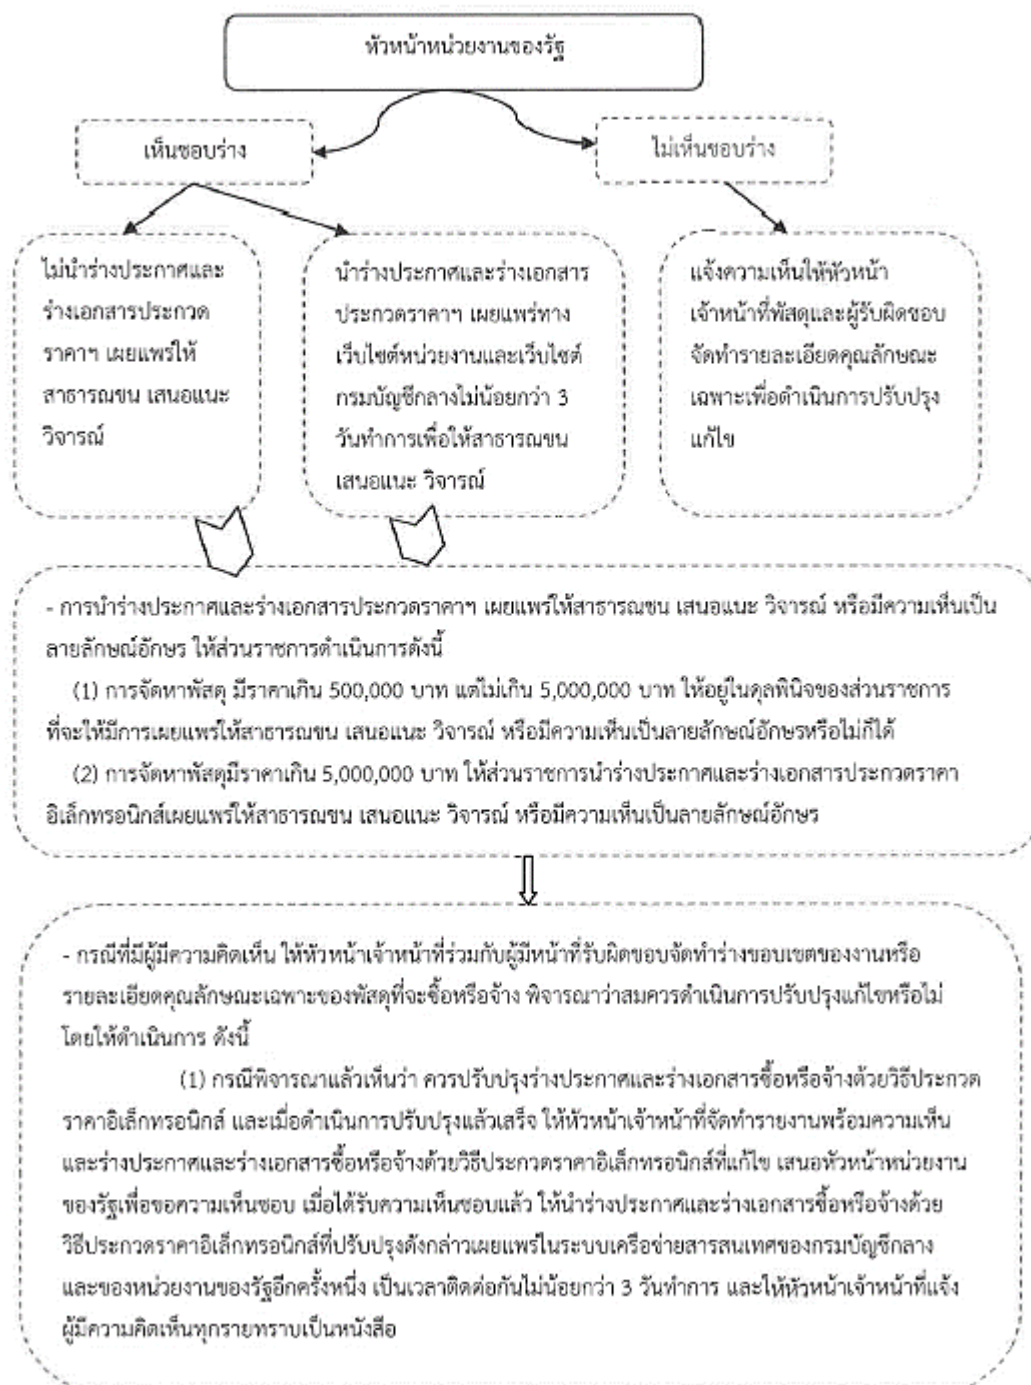 หัวหน้าหน่วยงานของรัฐ
เห็นชอบร่าง
ไม่เห็นชอบร่าง
ไม่นำร่างประกาศและ
ร่างเอกสารประกวด
ราคาฯ เผยแพร่ให้
สาธารณชน เสนอแนะ
วิจารณ์
นำร่างประกาศและร่างเอกสาร
ประกวดราคาฯ เผยแพร่ทาง
เว็บไซต์หน่วยงานและเว็บไซต์
กรมบัญชีกลางไม่น้อยกว่า 3
วันทำการเพื่อให้สาธารณชน
เสนอแนะ วิจารณ์
แจ้งความเห็นให้หัวหน้า
เจ้าหน้าที่พัสดุและผู้รับผิดชอบ
จัดทำรายละเอียดคุณลักษณะ
เฉพาะเพื่อดำเนินการปรับปรุง
แก้ไข
- การนำร่างประกาศและร่างเอกสารประกวดราคาฯ เผยแพร่ให้สาธารณชน เสนอแนะ วิจารณ์ หรือมีความเห็นเป็น
ลายลักษณ์อักษร ให้ส่วนราชการดำเนินการดังนี้
(1) การจัดหาพัสดุ มีราคาเกิน 500,000 บาท แต่ไม่เกิน 5,000,000 บาท ให้อยู่ในดุลพินิจของส่วนราชการ
ที่จะให้มีการเผยแพร่ให้สาธารณชน เสนอแนะ วิจารณ์ หรือมีความเห็นเป็นลายลักษณ์อักษรหรือไม่ก็ได้
(2) การจัดหาพัสดุมีราคาเกิน 5,000,000 บาท ให้ส่วนราชการนำร่างประกาศและร่างเอกสารประกวดราคา
อิเล็กทรอนิกส์เผยแพร่ให้สาธารณชน เสนอแนะ วิจารณ์ หรือมีความเห็นเป็นลายลักษณ์อักษร
- กรณีที่มีผู้มีความคิดเห็น ให้หัวหน้าเจ้าหน้าที่ร่วมกับผู้มีหน้าที่รับผิดชอบจัดทำร่างขอบเขตของงานหรือ
รายละเอียดคุณลักษณะเฉพาะของพัสดุที่จะซื้อหรือจ้าง พิจารณาว่าสมควรดำเนินการปรับปรุงแก้ไขหรือไม่
โดยให้ดำเนินการ ดังนี้
(1) กรณีพิจารณาแล้วเห็นว่า ควรปรับปรุงร่างประกาศและร่างเอกสารซื้อหรือจ้างด้วยวิธีประกวด
ราคาอิเล็กทรอนิกส์ และเมื่อดำเนินการปรับปรุงแล้วเสร็จ ให้หัวหน้าเจ้าหน้าที่จัดทำรายงานพร้อมความเห็น
และร่างประกาศและร่างเอกสารซื้อหรือจ้างด้วยวิธีประกวดราคาอิเล็กทรอนิกส์ที่แก้ไข เสนอหัวหน้าหน่วยงาน
ของรัฐเพื่อขอความเห็นชอบ เมื่อได้รับความเห็นชอบแล้ว ให้นำร่างประกาศและร่างเอกสารซื้อหรือจ้างด้วย
วิธีประกวดราคาอิเล็กทรอนิกส์ที่ปรับปรุงดังกล่าวเผยแพร่ในระบบเครือข่ายสารสนเทศของกรมบัญชีกลาง
และของหน่วยงานของรัฐอีกครั้งหนึ่ง เป็นเวลาติดต่อกันไม่น้อยกว่า 3 วันทำการ และให้หัวหน้าเจ้าหน้าที่แจ้ง
ผู้มีความคิดเห็นทุกรายทราบเป็นหนังสือ